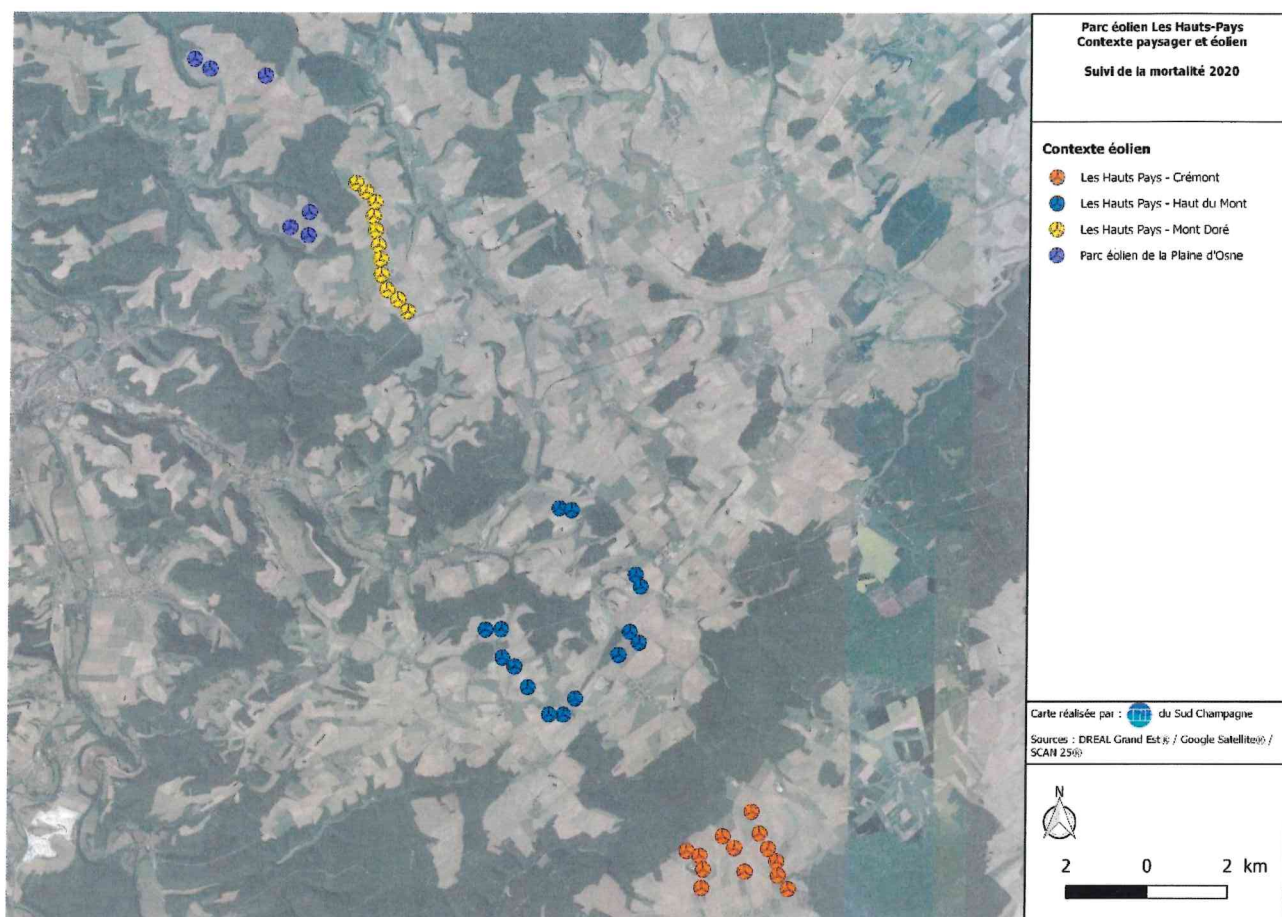 Parc éolien Les Hauts-Pays
Contexte paysager et éolien
Suivi de la mortalité 2020
Contexte éolien
Les Hauts Pays - Crémont
Les Hauts Pays - Haut du Mont
Les Hauts Pays - Mont Doré
Parc éolien de la Plaine d'Osne
Carte réalisée par : du Sud Champagne
Sources : DREAL Grand Est® / Google Satellite® /
SCAN 25®
N
2 0 2 km